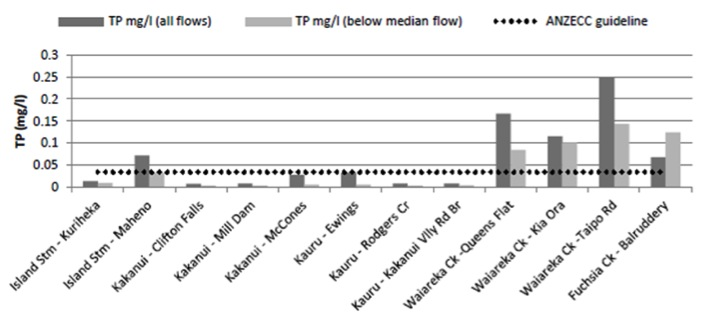 TP mg/l (all flows) TP mg/l (below median flow) ANZECC guideline
TP (mg/l)
0.3
0.25
0.2
0.15
0.1
0.05
0
Island Stm - Kuriheka
Island Stm - Maheno
Kakanui - Clifton Falls
Kakanui - Mill Dam
Kakanui - McCones
Kauru - Ewings
Kauru - Rodgers Cr
Kauru - Kakanui Vlly Rd Br
Waiareka Ck -Queens Flat
Waiareka Ck - Kia Ora
Waiareka Ck -Taipo Rd
Fuchsia Ck - Balruddery